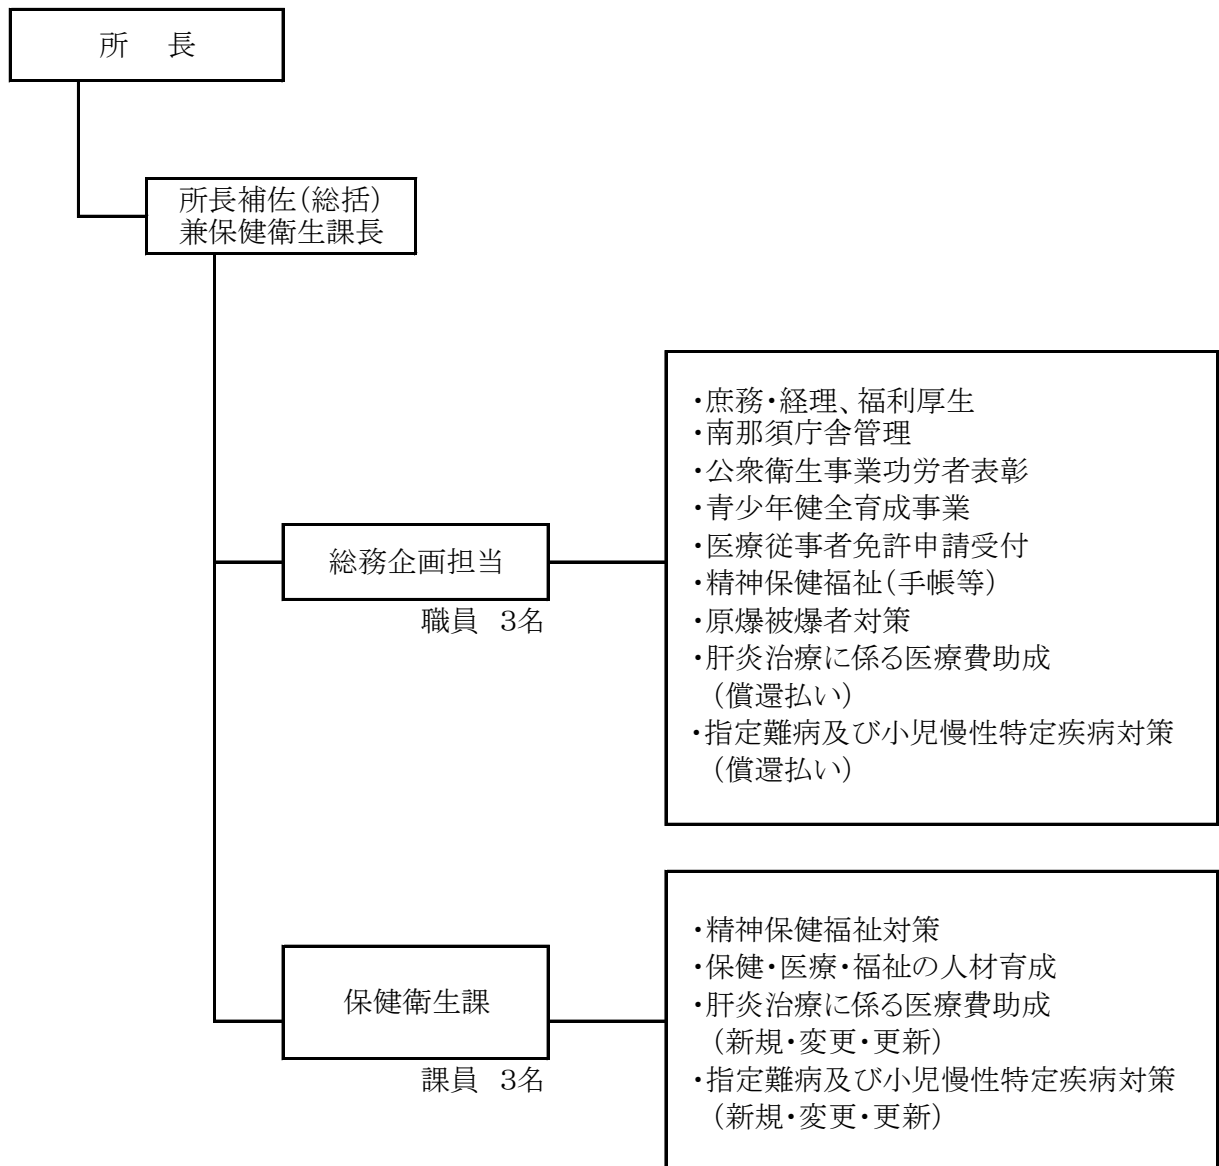 所　長
所長補佐(総括)
兼保健衛生課長
・庶務・経理、福利厚生
・南那須庁舎管理
・公衆衛生事業功労者表彰
・青少年健全育成事業
・医療従事者免許申請受付
・精神保健福祉(手帳等)
・原爆被爆者対策
・肝炎治療に係る医療費助成
(償還払い)
・指定難病及び小児慢性特定疾病対策
(償還払い)
総務企画担当
職員　3名
・精神保健福祉対策
・保健・医療・福祉の人材育成
・肝炎治療に係る医療費助成
(新規・変更・更新)
・指定難病及び小児慢性特定疾病対策
(新規・変更・更新)
保健衛生課
課員　3名